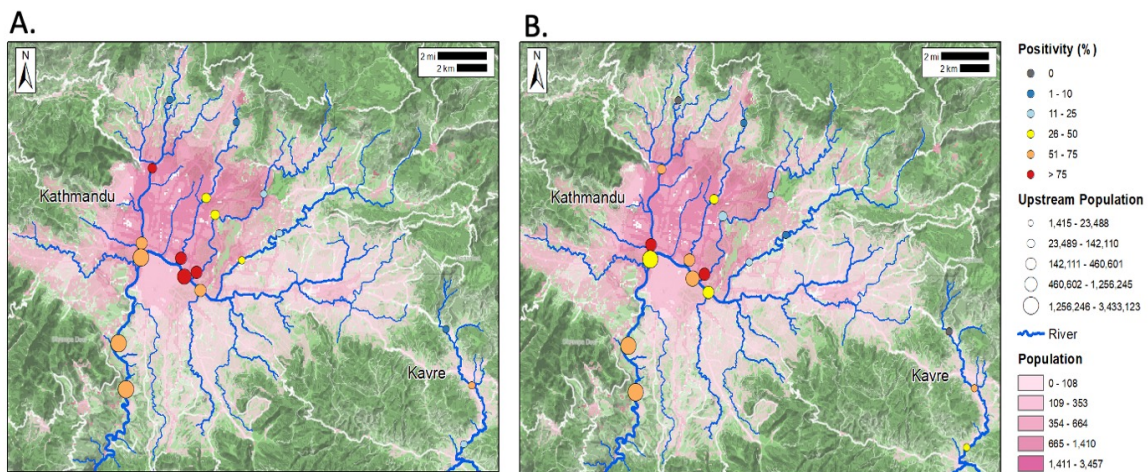 A.
B.
N
2 mi
2 km
Kathmandu
Kavre
N
2 mi
2 km
Kathmandu
Kavre
Positivity (%)
0
1 - 10
11 - 25
26 - 50
51 - 75
> 75
Upstream Population
1,415 - 23,488
23,489 - 142,110
142,111 - 460,601
460,602 - 1,256,245
1,256,246 - 3,433,123
River
Population
0 - 108
109 - 353
354 - 664
665 - 1,410
1,411 - 3,457